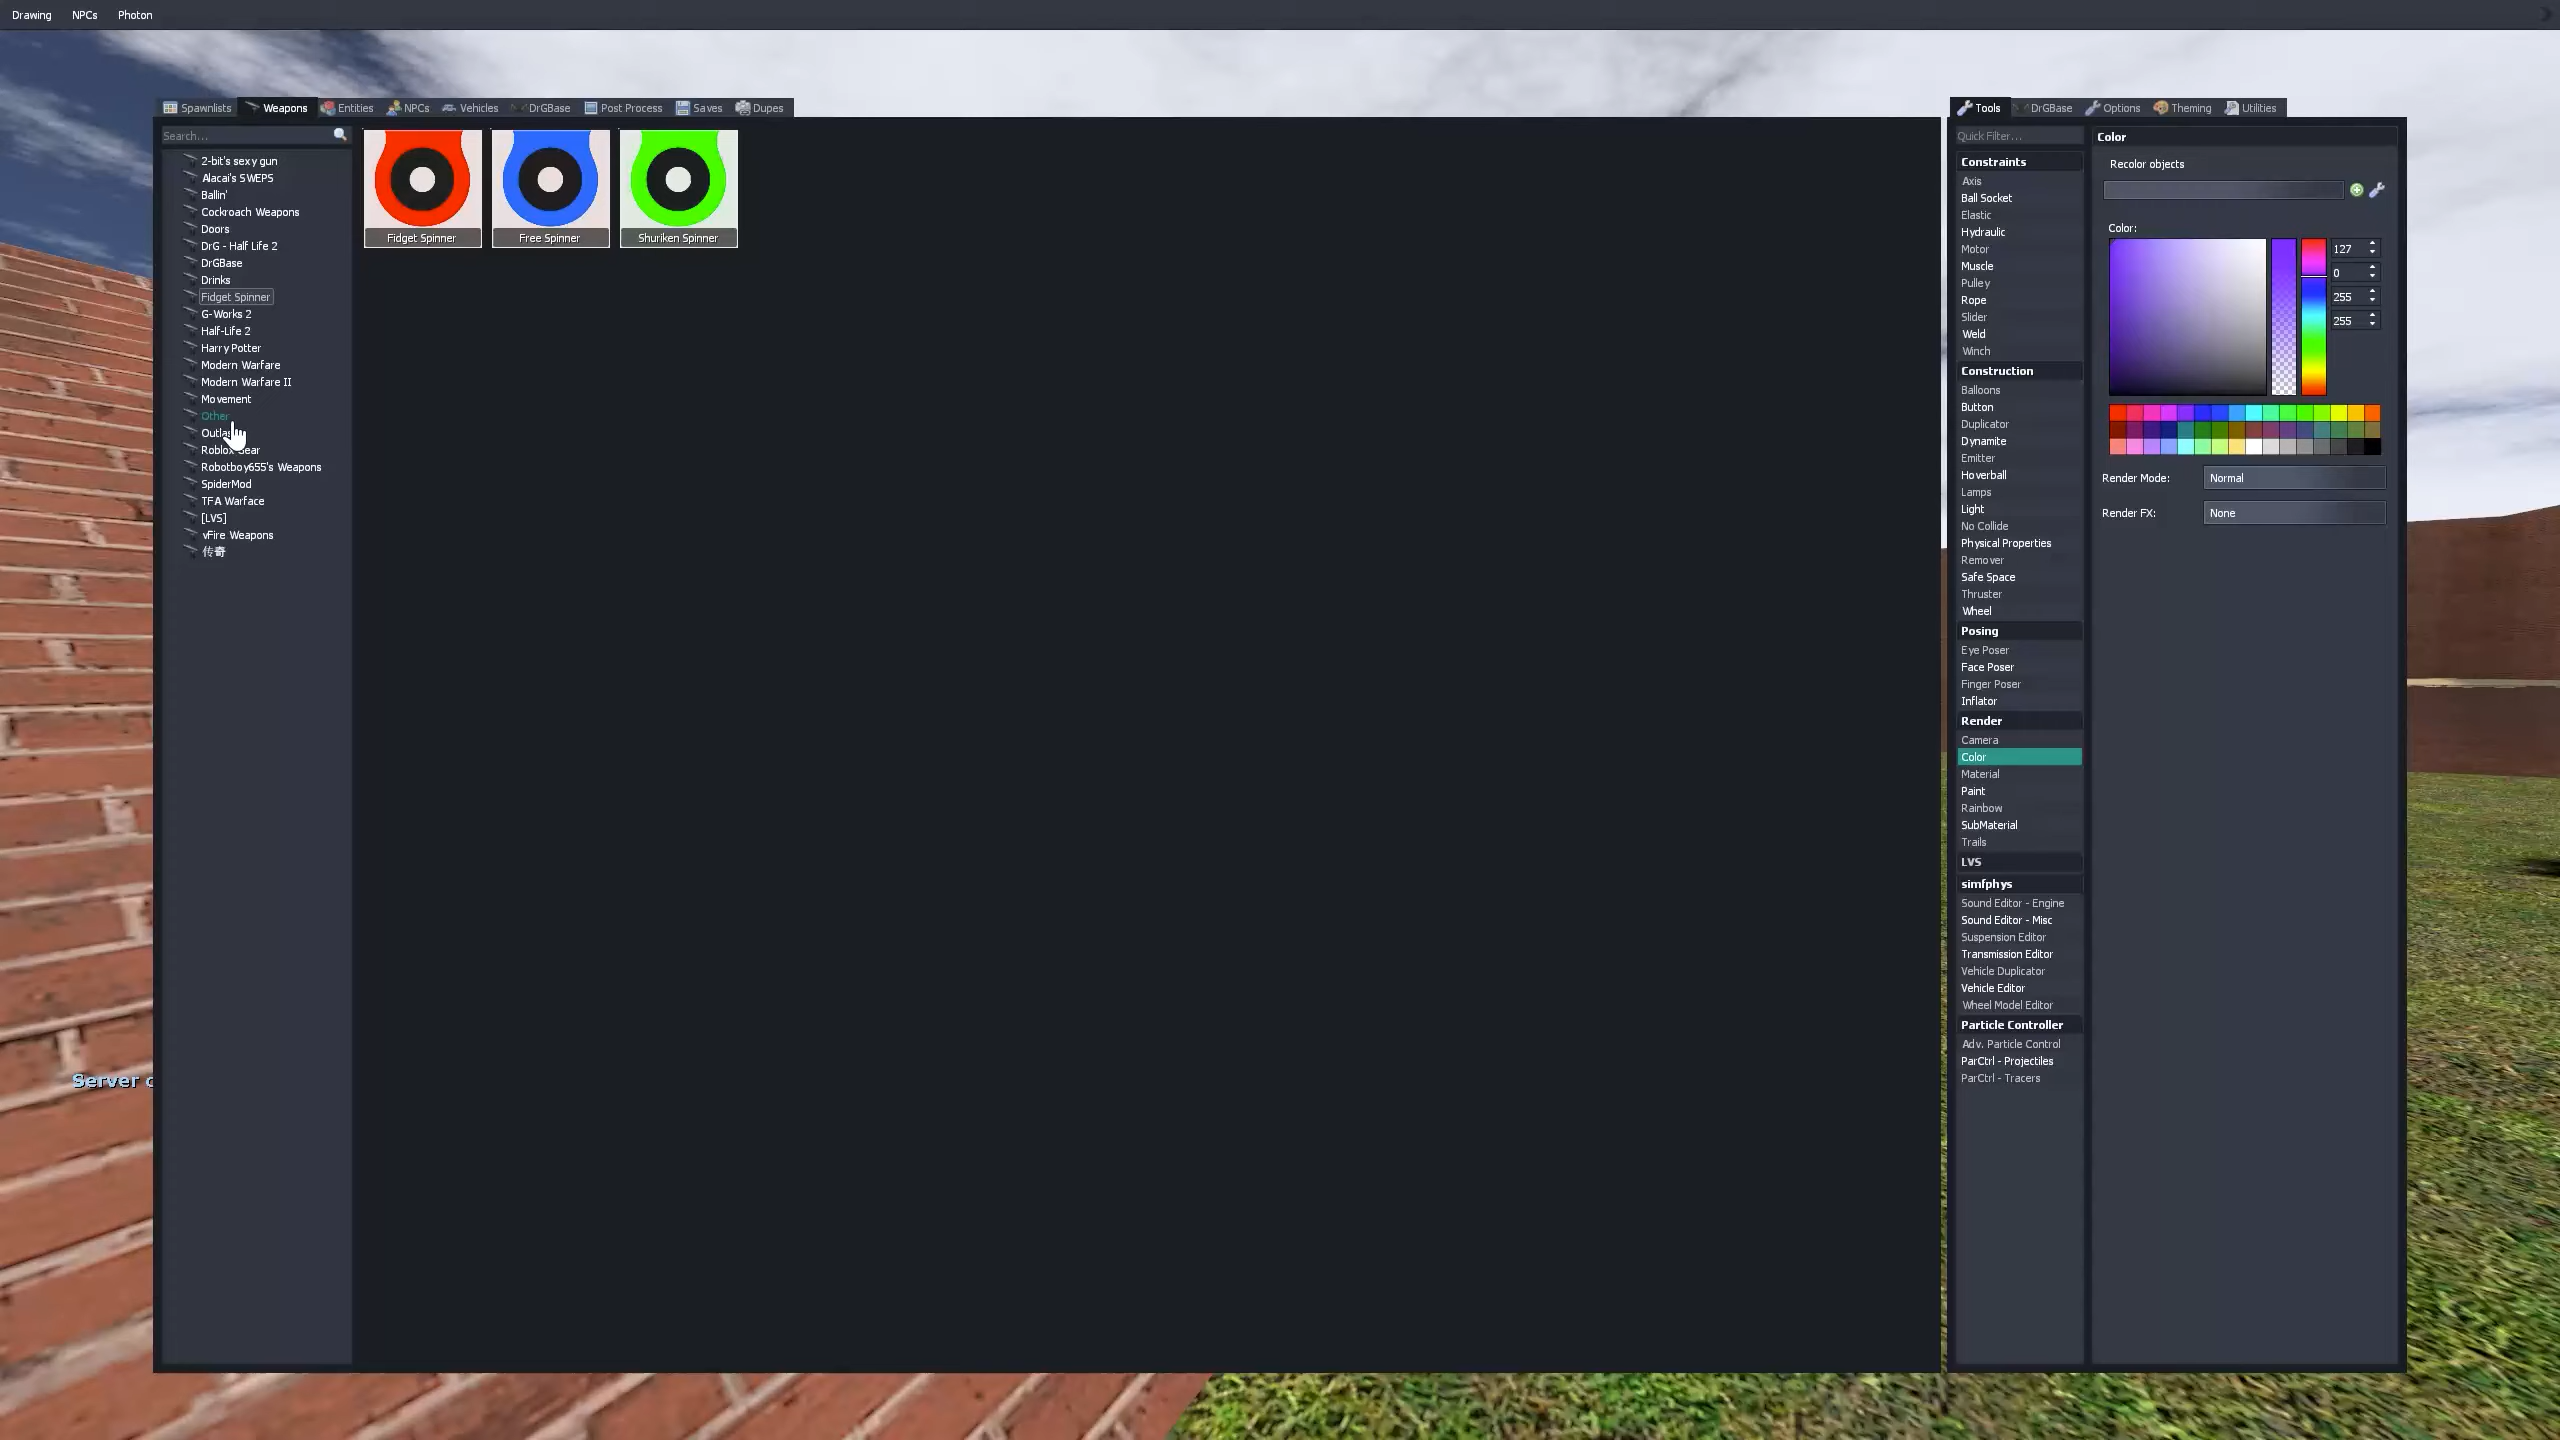 Drawing NPCs Photon
Spawnlists Weapons Entities NPCs Vehicles DrGBase Post Process Saves Dupes
Search...
2-bit's sexy gun
Alacai's SWEPS
Ballin'
Cockroach Weapons
Doors
DrG - Half Life 2
DrGBase
Drinks
Fidget Spinner
G-Works 2
Half-Life 2
Harry Potter
Modern Warfare
Modern Warfare II
Movement
Other
Roblox Gear
Robotboy655's Weapons
SpiderMod
TFA Warface
[LVS]
vFire Weapons
传奇
Fidget Spinner
Free Spinner
Shuriken Spinner
Server
Tools DrGBase Options Theming Utilities
Quick Filter...
Constraints
Axis
Ball Socket
Elastic
Hydraulic
Motor
Muscle
Pulley
Rope
Slider
Weld
Winch
Construction
Balloons
Button
Duplicator
Dynamite
Emitter
Hoverball
Lamps
Light
No Collide
Physical Properties
Remover
Safe Space
Thruster
Wheel
Posing
Eye Poser
Face Poser
Finger Poser
Inflator
Render
Camera
Color
Material
Paint
Rainbow
SubMaterial
Trails
LVS
simfphys
Sound Editor - Engine
Sound Editor - Misc
Suspension Editor
Transmission Editor
Vehicle Duplicator
Vehicle Editor
Wheel Model Editor
Particle Controller
Adv. Particle Control
ParCtrl - Projectiles
ParCtrl - Tracers
Color
Recolor objects
Color:
127
0
255
255
Render Mode: Normal
Render FX: None